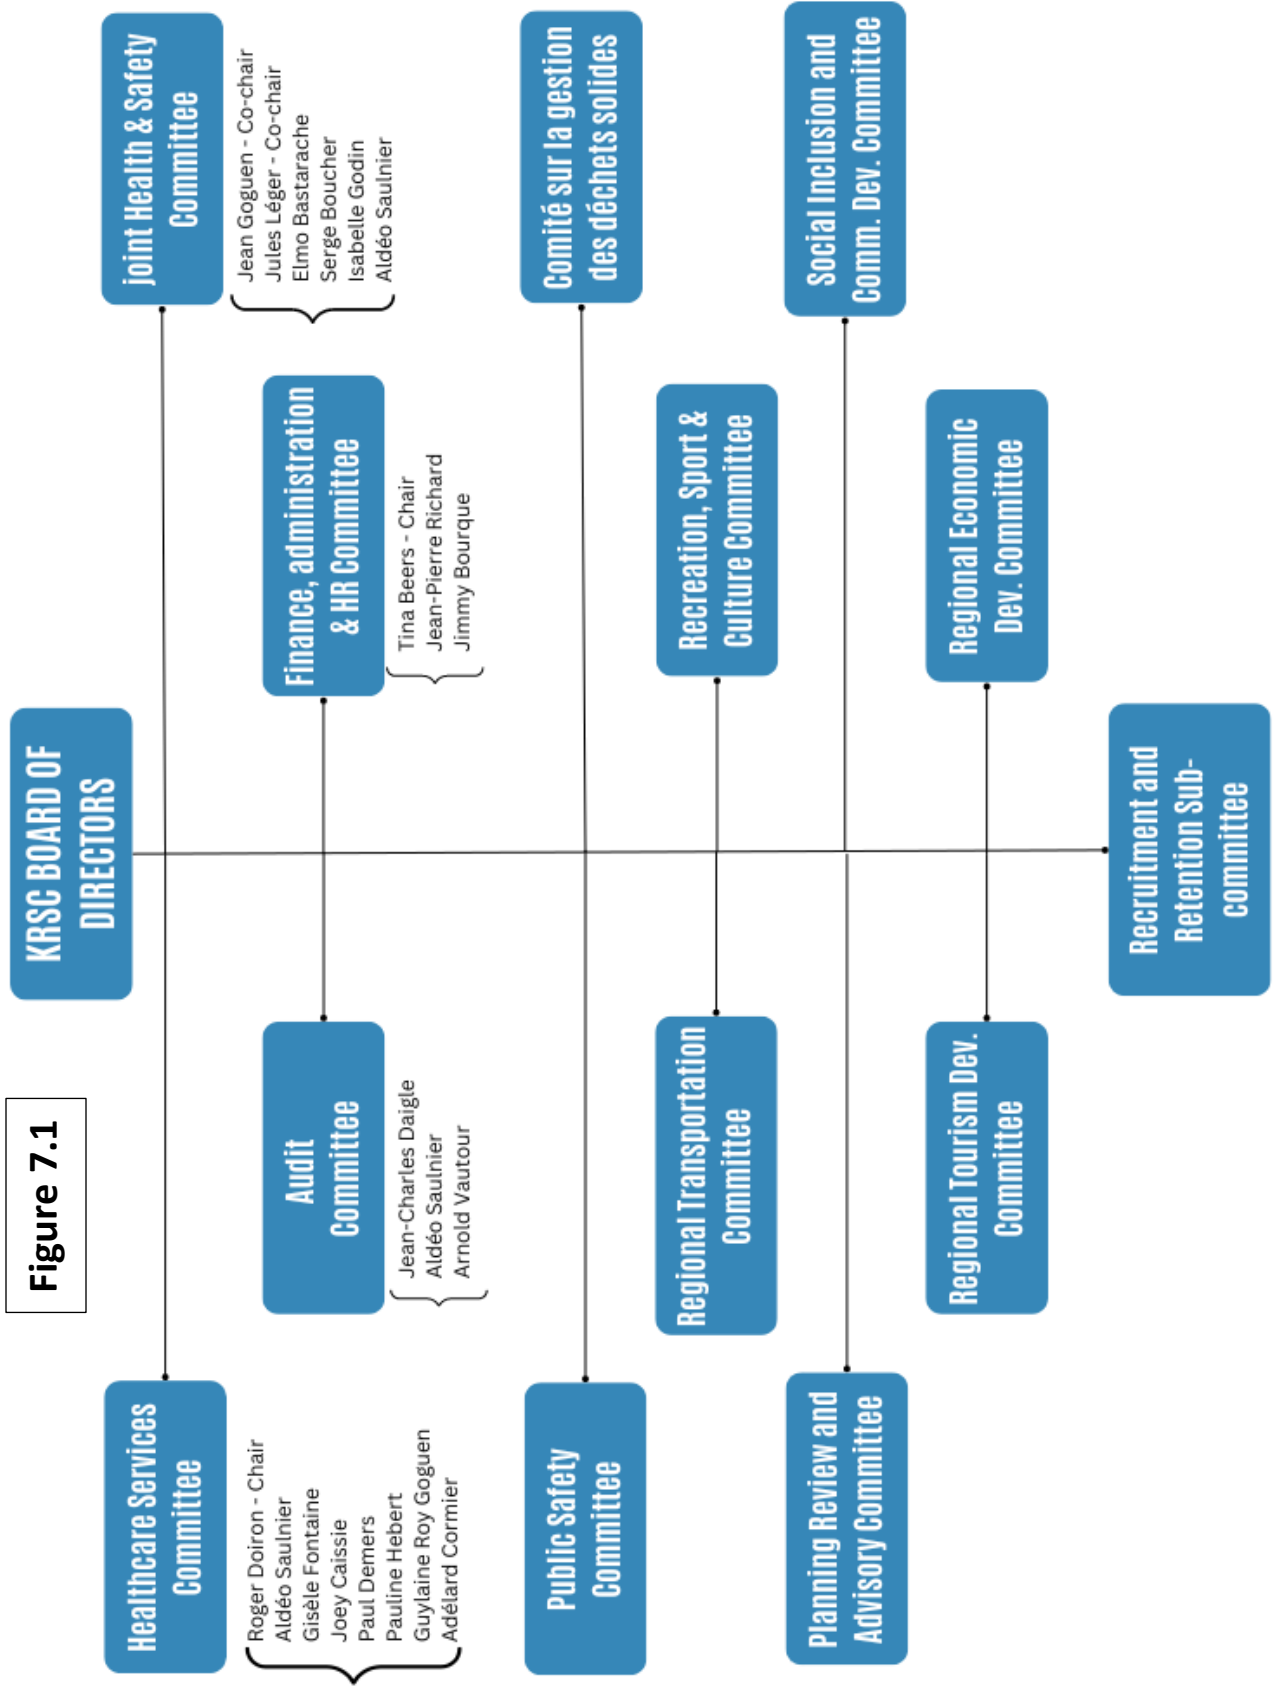 Figure 7.1
KRSC BOARD OF
DIRECTORS
Healthcare Services
Committee
Roger Doiron - Chair
Aldéo Saulnier
Gisèle Fontaine
Joey Caissie
Paul Demers
Pauline Hebert
Guylaine Roy Goguen
Adélard Cormier
joint Health & Safety
Committee
Jean Goguen - Co-chair
Jules Léger - Co-chair
Elmo Bastarache
Serge Boucher
Isabelle Godin
Aldéo Saulnier
Audit
Committee
Jean-Charles Daigle
Aldéo Saulnier
Arnold Vautour
Finance, administration
& HR Committee
Tina Beers - Chair
Jean-Pierre Richard
Jimmy Bourque
Public Safety
Committee
Comité sur la gestion
des déchets solides
Regional Transportation
Committee
Recreation, Sport &
Culture Committee
Planning Review and
Advisory Committee
Social Inclusion and
Comm. Dev. Committee
Regional Tourism Dev.
Committee
Regional Economic
Dev. Committee
Recruitment and
Retention Sub-
committee